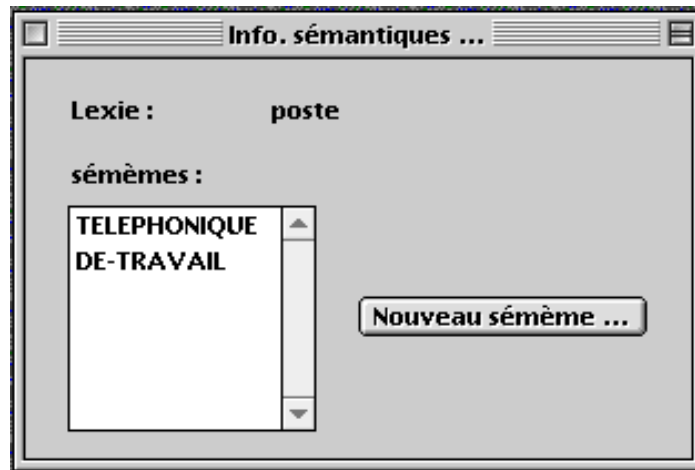 Info. sémantiques ...
Lexie : poste
sémèmes :
TELEPHONIQUE
DE-TRAVAIL
Nouveau sémème ...